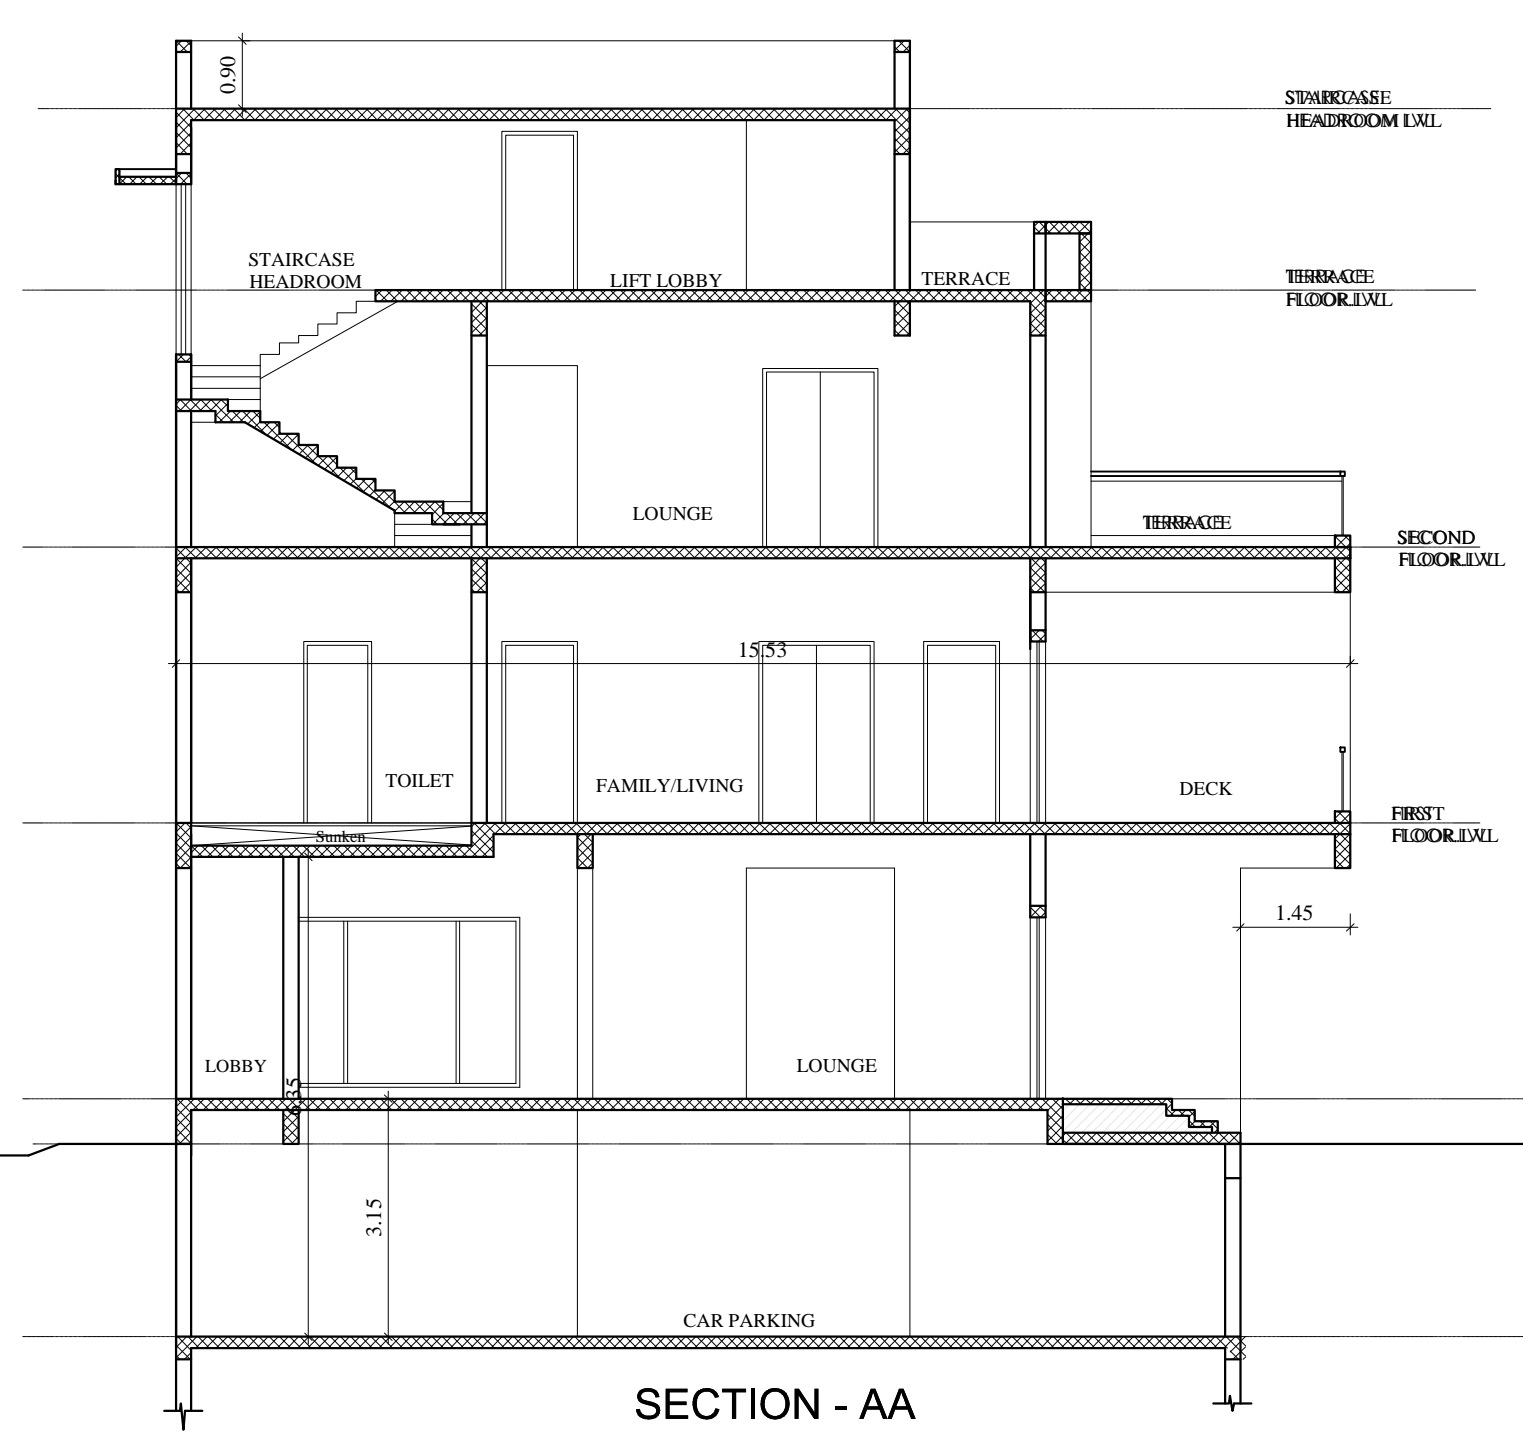 0.90
STAIRCASE
HEADROOM LVL
STAIRCASE
HEADROOM
LIFT LOBBY
TERRACE
TERRACE
FLOOR LVL
LOUNGE
TERRACE
SECOND
FLOOR LVL
15.53
TOILET
FAMILY/LIVING
DECK
Sunken
FIRST
FLOOR LVL
1.45
LOBBY
LOUNGE
6.35
3.15
CAR PARKING
SECTION - AA